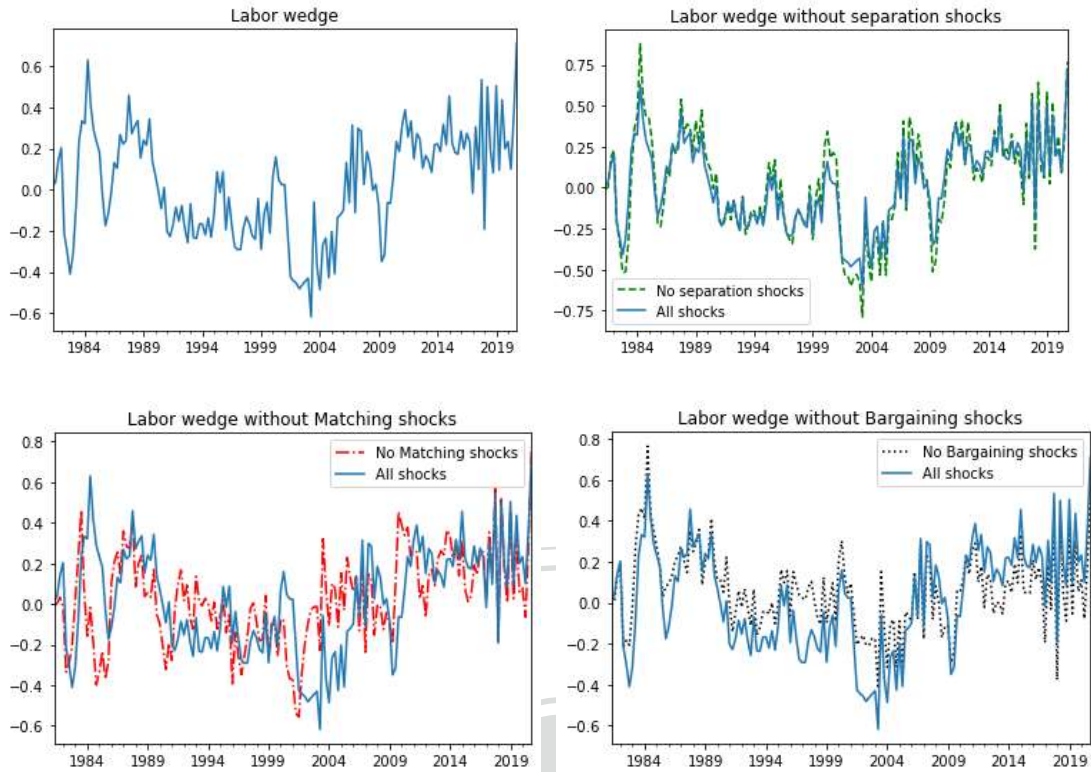 Labor wedge
0.6
0.4
0.2
0.0
−0.2
−0.4
−0.6
1984 1989 1994 1999 2004 2009 2014 2019
Labor wedge without separation shocks
0.75
0.50
0.25
0.00
−0.25
−0.50
−0.75
No separation shocks
All shocks
1984 1989 1994 1999 2004 2009 2014 2019
Labor wedge without Matching shocks
0.8
0.6
0.4
0.2
0.0
−0.2
−0.4
−0.6
No Matching shocks
All shocks
1984 1989 1994 1999 2004 2009 2014 2019
Labor wedge without Bargaining shocks
0.8
0.6
0.4
0.2
0.0
−0.2
−0.4
−0.6
No Bargaining shocks
All shocks
1984 1989 1994 1999 2004 2009 2014 2019